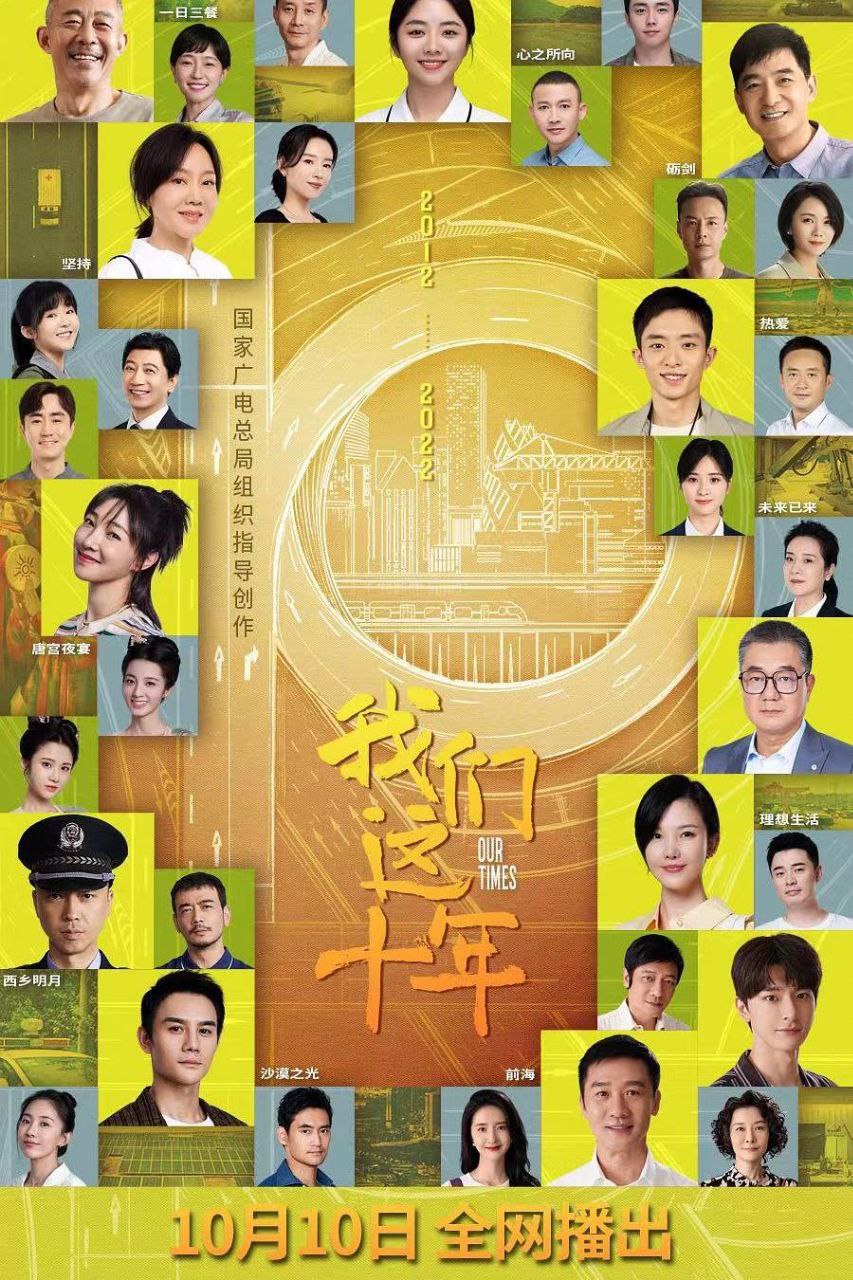 一日三餐
心之所向
砺剑
坚持
2012
2022
国家广电总局组织指导创作
热爱
未来已来
唐宫夜宴
我们
这
十年
OUR
TIMES
理想生活
西乡明月
沙漠之光
前海
10月10日 全网播出